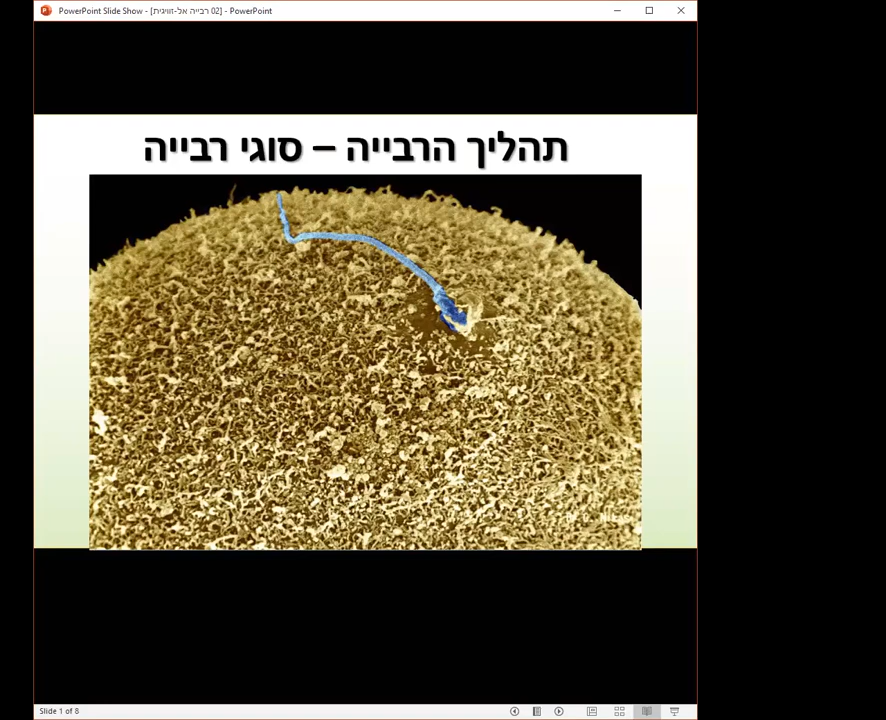 PowerPoint Slide Show - [02 רבייה אל-זוויגית] - PowerPoint
תהליך הרבייה – סוגי רבייה
Slide 1 of 8